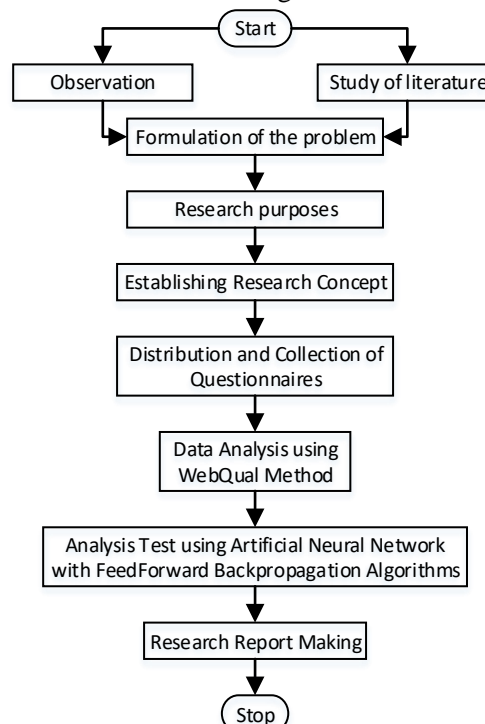 Start
Observation
Study of literature
Formulation of the problem
Research purposes
Establishing Research Concept
Distribution and Collection of
Questionnaires
Data Analysis using
WebQual Method
Analysis Test using Artificial Neural Network
with FeedForward Backpropagation Algorithms
Research Report Making
Stop